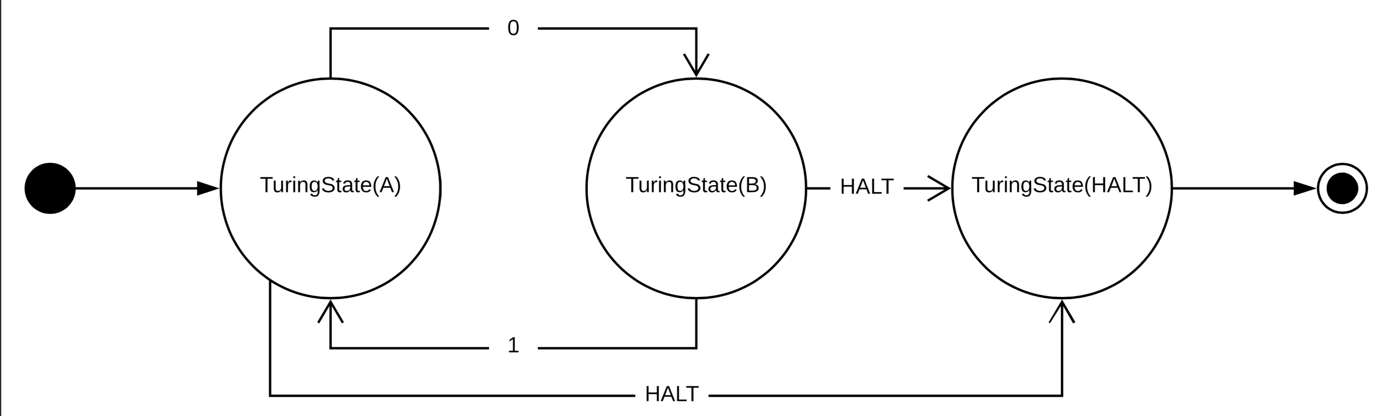 0
TuringState(A)
TuringState(B)
HALT
TuringState(HALT)
1
HALT